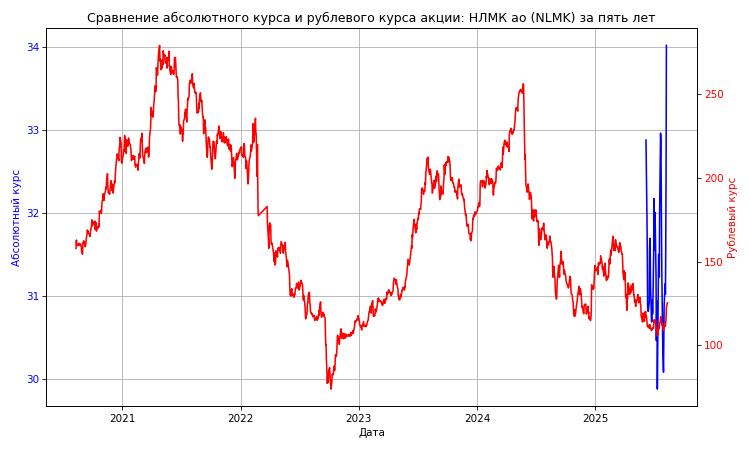 Сравнение абсолютного курса и рублевого курса акции: НЛМК ао (NLMK) за пять лет
Абсолютный курс
34
33
32
31
30
250
200
150
100
Рублевый курс
2021 2022 2023 2024 2025
Дата